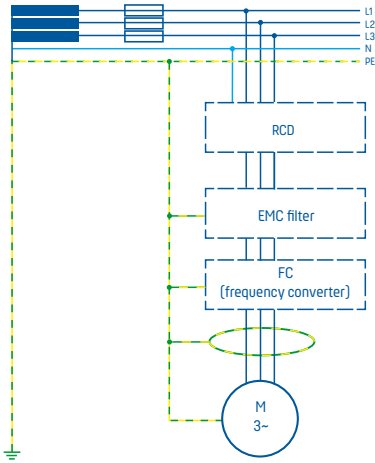 L1
L2
L3
N
PE
RCD
EMC filter
FC
(frequency converter)
M
3~